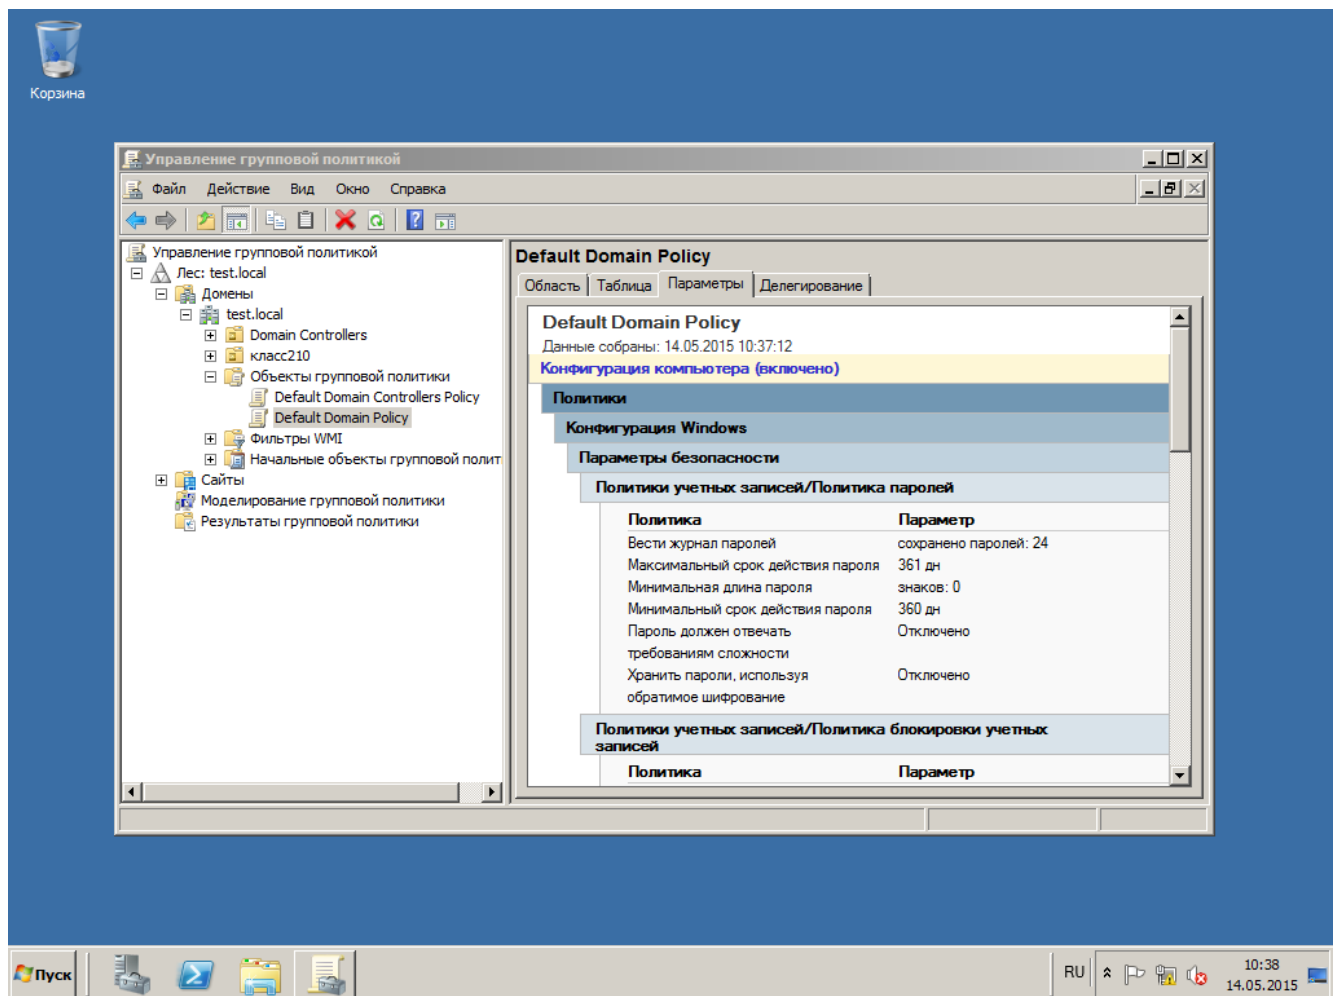 Корзина
Управление групповой политикой
Файл Действие Вид Окно Справка
Управление групповой политикой
Лес: test.local
Домены
test.local
Domain Controllers
класс210
Объекты групповой политики
Default Domain Controllers Policy
Default Domain Policy
Фильтры WMI
Начальные объекты групповой полит
Сайты
Моделирование групповой политики
Результаты групповой политики
Default Domain Policy
Область Таблица Параметры Делегирование
Default Domain Policy
Данные собраны: 14.05.2015 10:37:12
Конфигурация компьютера (включено)
Политики
Конфигурация Windows
Параметры безопасности
Политики учетных записей/Политика паролей
Политика Параметр
Вести журнал паролей сохранено паролей: 24
Максимальный срок действия пароля 361 дн
Минимальная длина пароля знаков: 0
Минимальный срок действия пароля 360 дн
Пароль должен отвечать Отключено
требованиям сложности
Хранить пароли, используя Отключено
обратимое шифрование
Политики учетных записей/Политика блокировки учетных
записей
Политика Параметр
Пуск
RU
10:38
14.05.2015